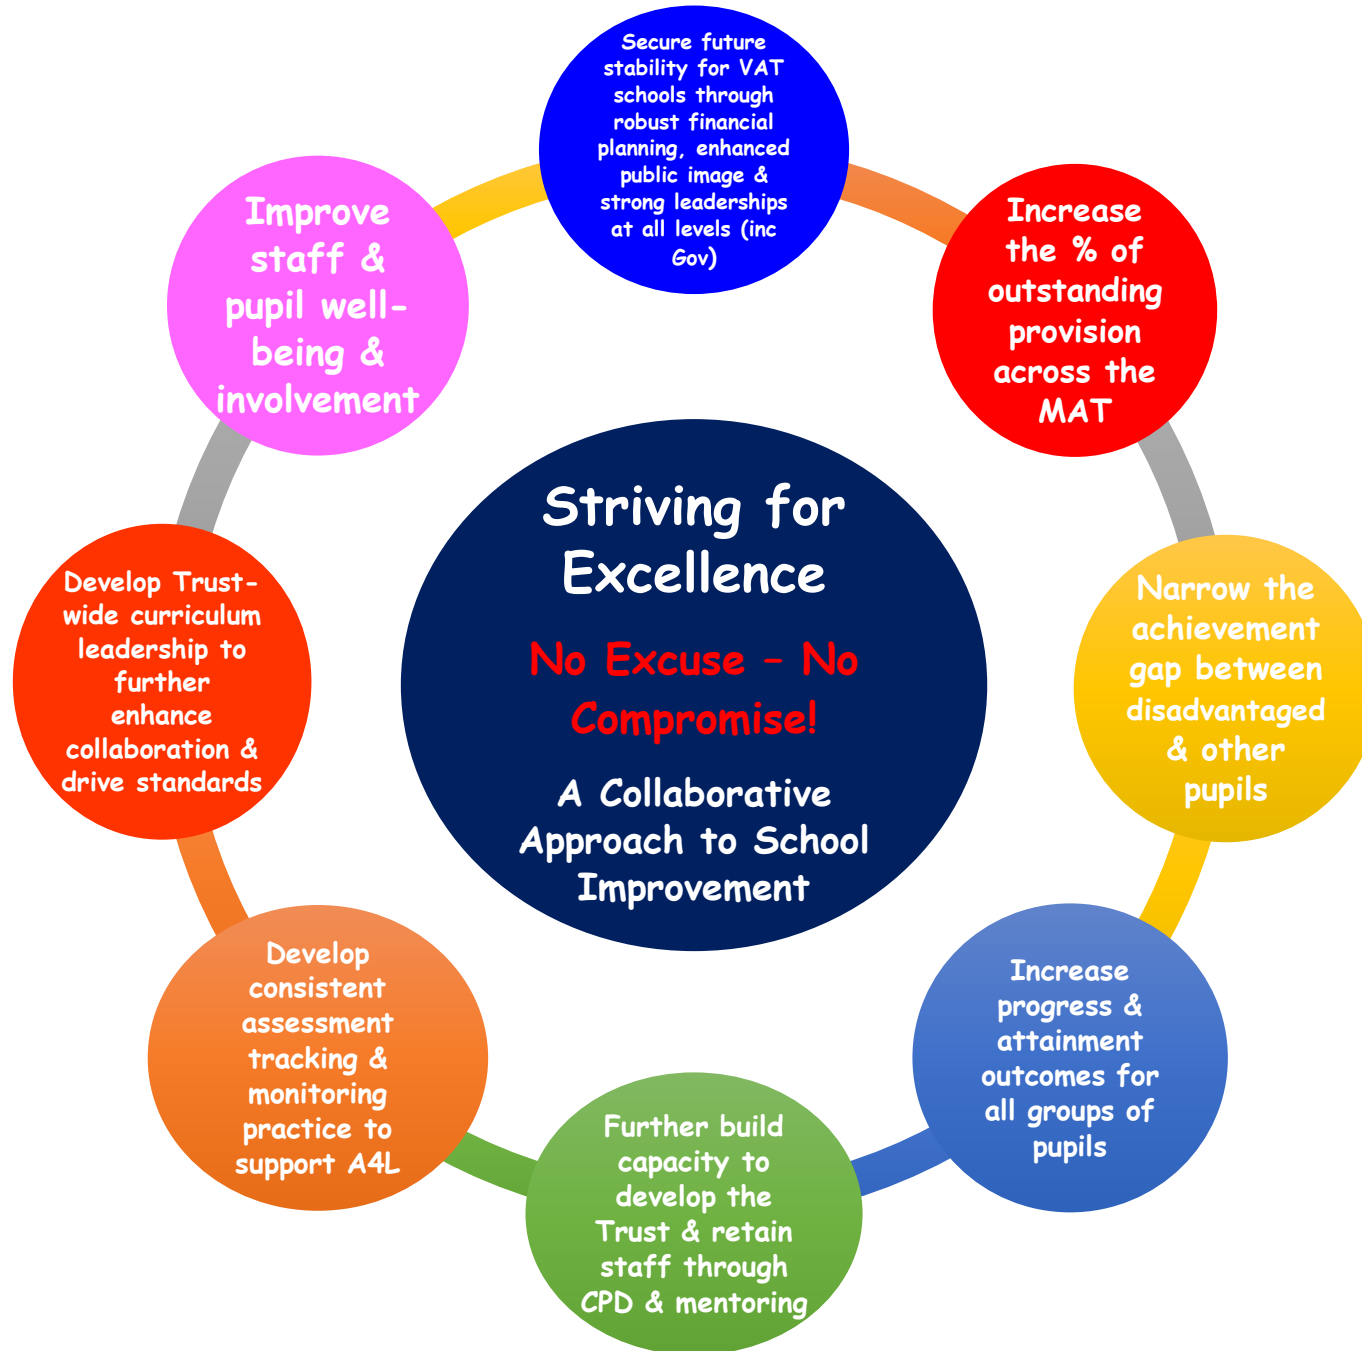 Secure future
stability for VAT
schools through
robust financial
planning, enhanced
public image &
strong leaderships
at all levels (inc
Gov)
Increase
the % of
outstanding
provision
across the
MAT
Narrow the
achievement
gap between
disadvantaged
& other
pupils
Increase
progress &
attainment
outcomes for
all groups of
pupils
Further build
capacity to
develop the
Trust & retain
staff through
CPD & mentoring
Develop
consistent
assessment
tracking &
monitoring
practice to
support A4L
Develop Trust-
wide curriculum
leadership to
further
enhance
collaboration &
drive standards
Improve
staff &
pupil well-
being &
involvement
Striving for
Excellence
No Excuse – No
Compromise!
A Collaborative
Approach to School
Improvement